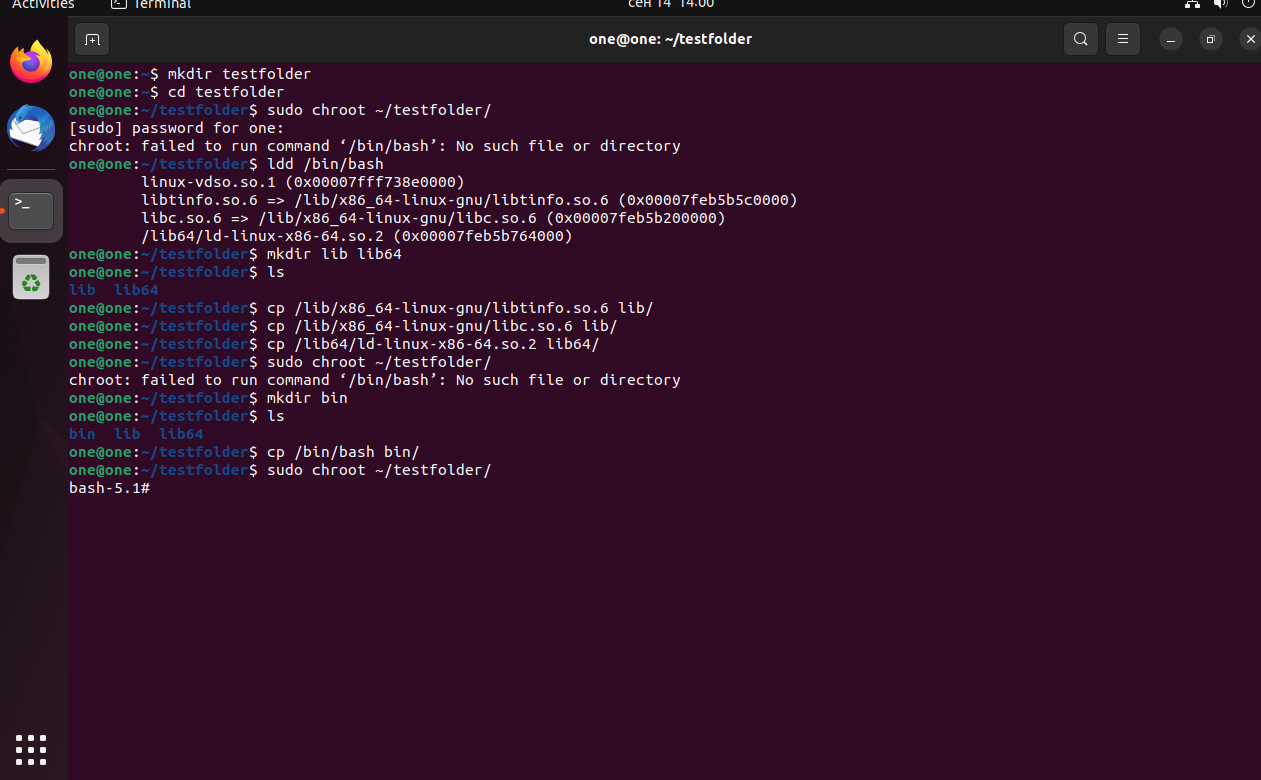 Activities Terminal сен 14 14:00
one@one: ~/testfolder
one@one:~$ mkdir testfolder
one@one:~$ cd testfolder
one@one:~/testfolder$ sudo chroot ~/testfolder/
[sudo] password for one:
chroot: failed to run command ‘/bin/bash’: No such file or directory
one@one:~/testfolder$ ldd /bin/bash
        linux-vdso.so.1 (0x00007fff738e0000)
        libtinfo.so.6 => /lib/x86_64-linux-gnu/libtinfo.so.6 (0x00007feb5b5c0000)
        libc.so.6 => /lib/x86_64-linux-gnu/libc.so.6 (0x00007feb5b200000)
        /lib64/ld-linux-x86-64.so.2 (0x00007feb5b764000)
one@one:~/testfolder$ mkdir lib lib64
one@one:~/testfolder$ ls
lib  lib64
one@one:~/testfolder$ cp /lib/x86_64-linux-gnu/libtinfo.so.6 lib/
one@one:~/testfolder$ cp /lib/x86_64-linux-gnu/libc.so.6 lib/
one@one:~/testfolder$ cp /lib64/ld-linux-x86-64.so.2 lib64/
one@one:~/testfolder$ sudo chroot ~/testfolder/
chroot: failed to run command ‘/bin/bash’: No such file or directory
one@one:~/testfolder$ mkdir bin
one@one:~/testfolder$ ls
bin  lib  lib64
one@one:~/testfolder$ cp /bin/bash bin/
one@one:~/testfolder$ sudo chroot ~/testfolder/
bash-5.1#